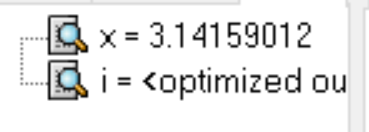 x = 3.14159012
i = <optimized ou